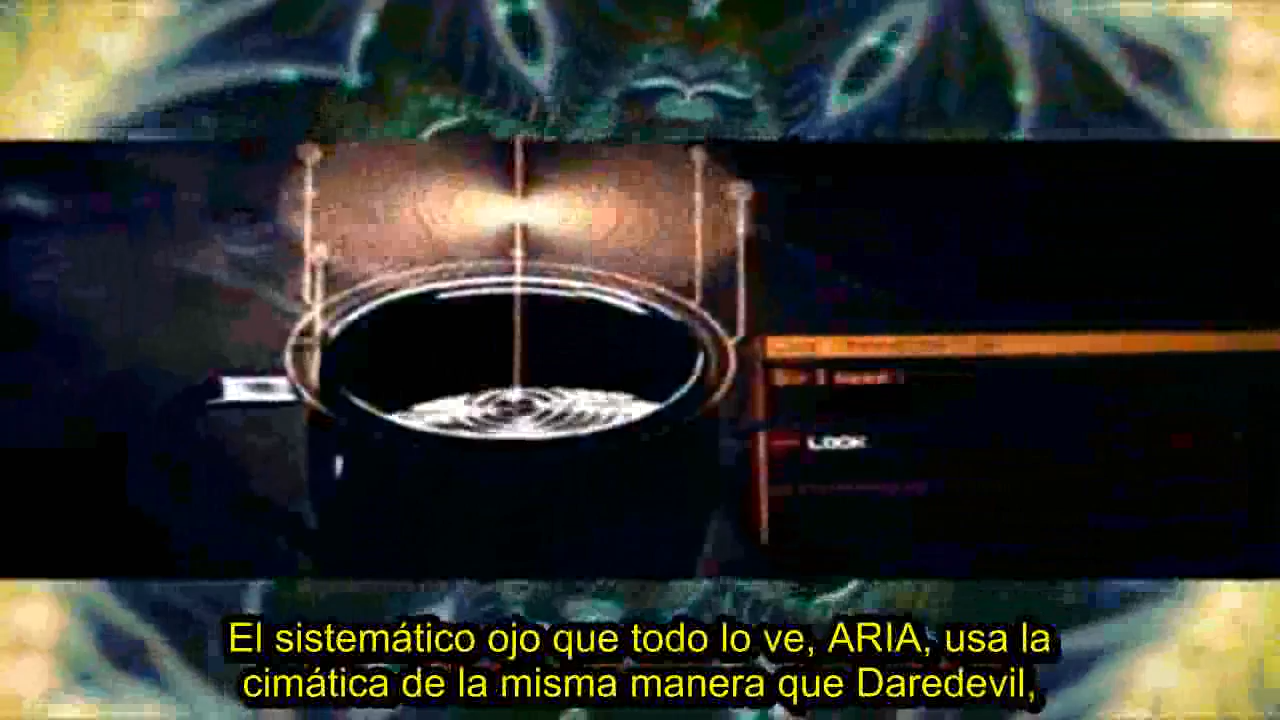 LOOK
El sistemático ojo que todo lo ve, ARIA, usa la
cimática de la misma manera que Daredevil,